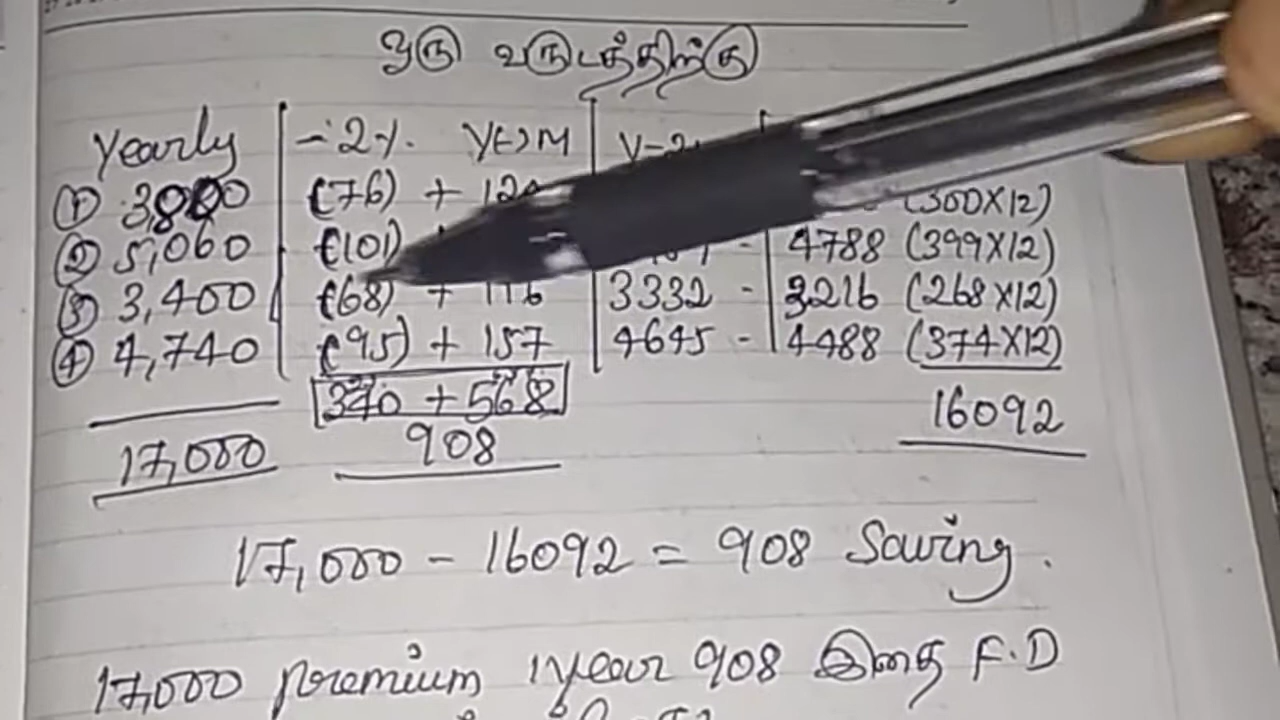 ஒரு வருடத்திற்கு
Yearly -2%. Y(-)M
① 3800 (76) + (300X12)
② 5,060 (101) - 4788 (399X12)
③ 3,400 (68) + 116 3332 - 3216 (268X12)
④ 4,740 (95) + 157 4645 - 4488 (374X12)
340 + 568 16092
17,000 908
17,000 - 16092 = 908 Saving.
17,000 premium 1year 908 இதை F.D